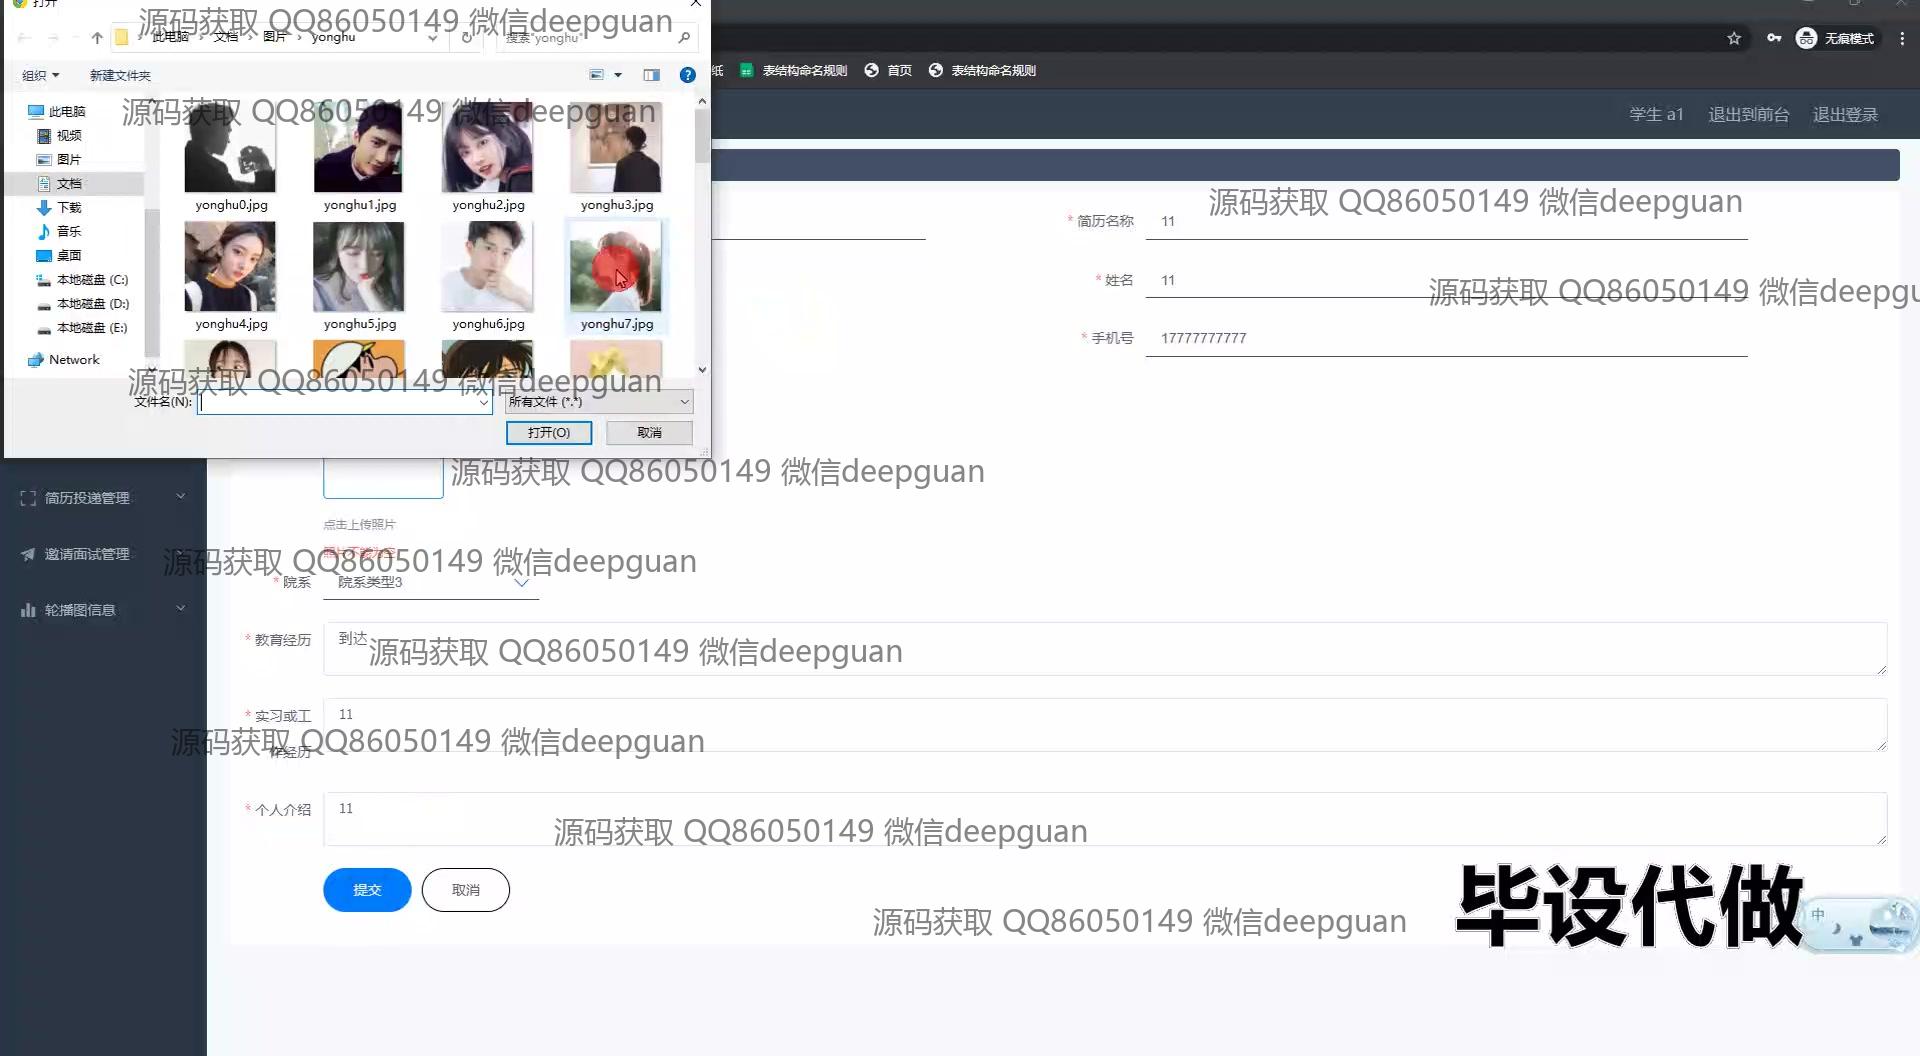 打开
源码获取 QQ86050149 微信deepguan
此电脑 › 文档 › 图片 › yonghu
搜索"yonghu"
组织 新建文件夹
纸 表结构命名规则 首页 表结构命名规则
无痕模式
学生 a1 退出到前台 退出登录
源码获取 QQ86050149 微信deepguan
此电脑
视频
图片
文档
下载
音乐
桌面
本地磁盘 (C:)
本地磁盘 (D:)
本地磁盘 (E:)
Network
yonghu0.jpg yonghu1.jpg yonghu2.jpg yonghu3.jpg
yonghu4.jpg yonghu5.jpg yonghu6.jpg yonghu7.jpg
源码获取 QQ86050149 微信deepguan
文件名(N): 所有文件 (*.*)
打开(O) 取消
源码获取 QQ86050149 微信deepguan
* 简历名称 11
* 姓名 11
源码获取 QQ86050149 微信deepgu
* 手机号 17777777777
源码获取 QQ86050149 微信deepguan
简历投递管理
邀请面试管理
轮播图信息
点击上传照片
照片不能为空
源码获取 QQ86050149 微信deepguan
* 院系 院系类型3
* 教育经历 到达
源码获取 QQ86050149 微信deepguan
* 实习或工 11
作经历
源码获取 QQ86050149 微信deepguan
* 个人介绍 11
源码获取 QQ86050149 微信deepguan
提交 取消
源码获取 QQ86050149 微信deepguan
毕设代做
中